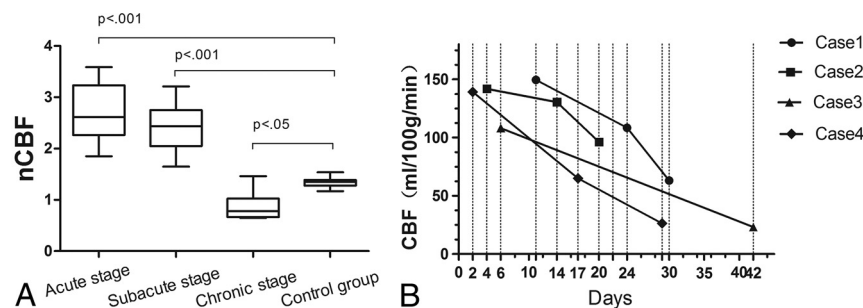 p<.001
p<.001
p<.05
nCBF
4
3
2
1
0
Acute stage
Subacute stage
Chronic stage
Control group
A
Case1
Case2
Case3
Case4
CBF (ml/100g/min)
150
100
50
0
0 2 4 6 10 11 14 17 20 24 29 30 35 40 42
Days
B